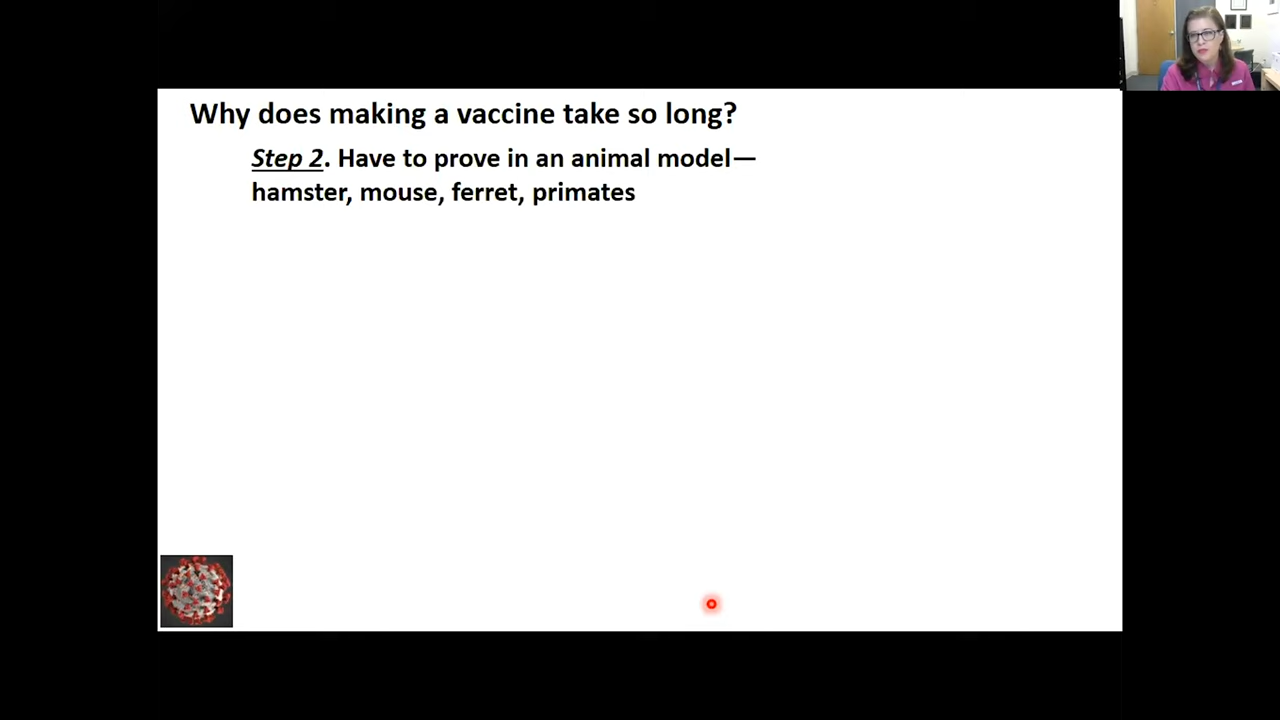 Why does making a vaccine take so long?
Step 2. Have to prove in an animal model—
hamster, mouse, ferret, primates